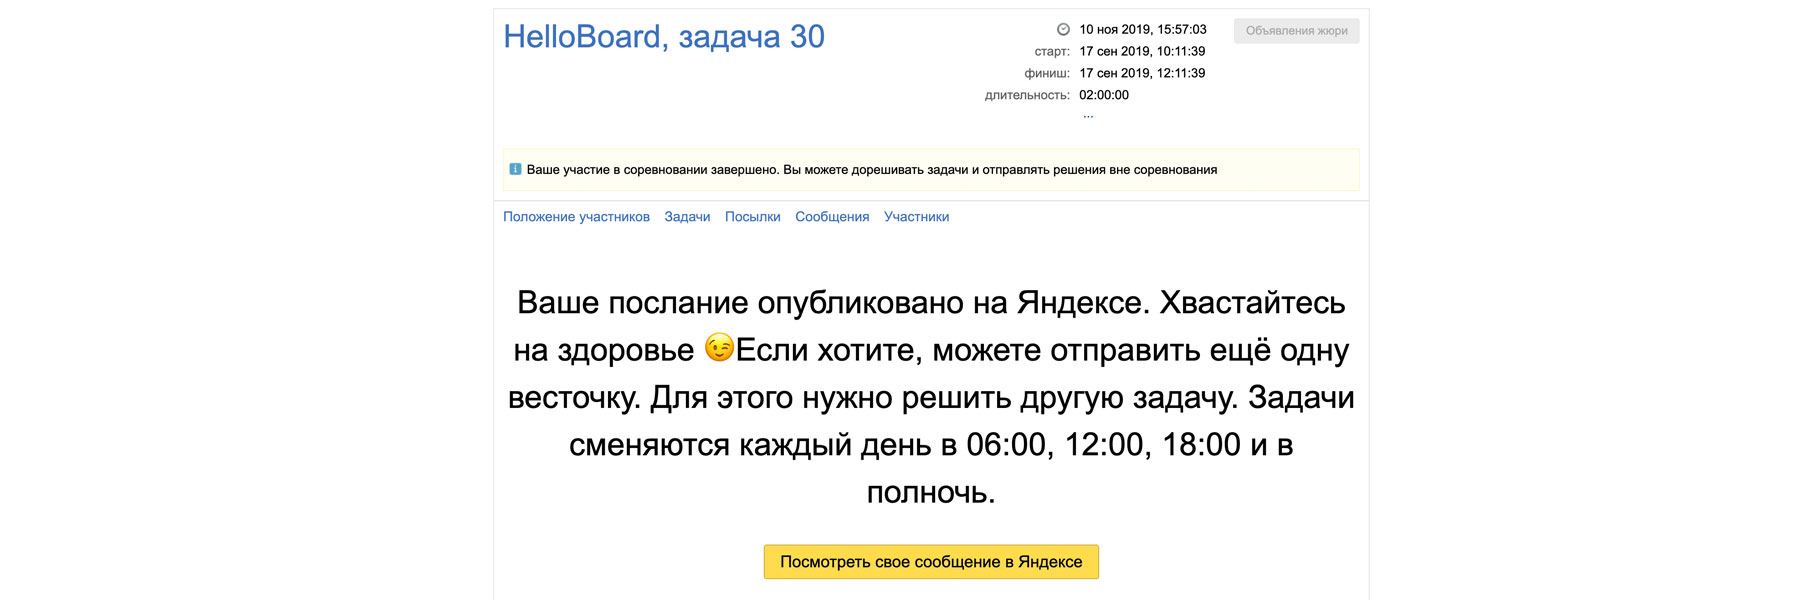 HelloBoard, задача 30
10 ноя 2019, 15:57:03
старт: 17 сен 2019, 10:11:39
финиш: 17 сен 2019, 12:11:39
длительность: 02:00:00
...
Объявления жюри
Ваше участие в соревновании завершено. Вы можете дорешивать задачи и отправлять решения вне соревнования
Положение участников Задачи Посылки Сообщения Участники
Ваше послание опубликовано на Яндексе. Хвастайтесь
на здоровье 😉Если хотите, можете отправить ещё одну
весточку. Для этого нужно решить другую задачу. Задачи
сменяются каждый день в 06:00, 12:00, 18:00 и в
полночь.
Посмотреть свое сообщение в Яндексе